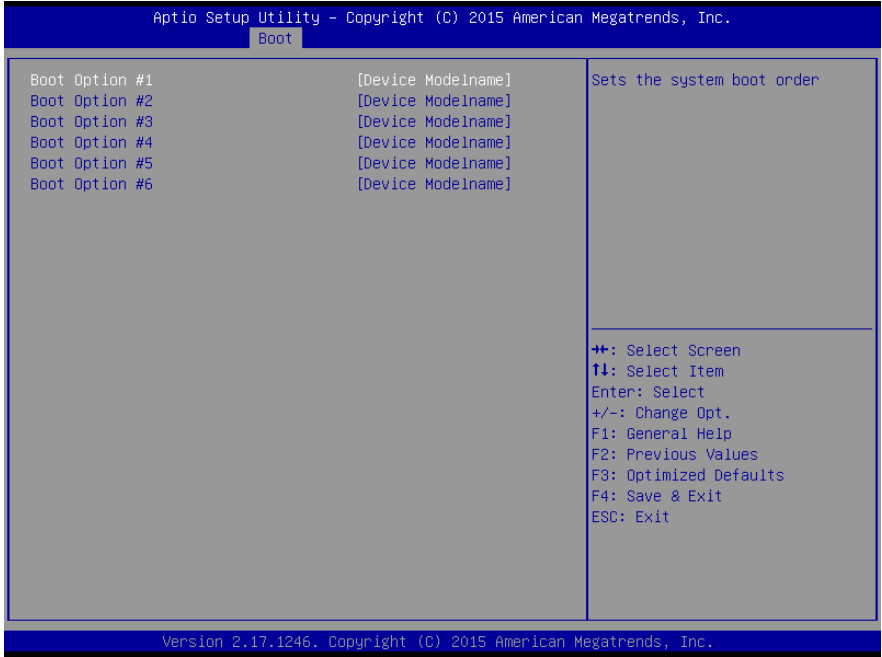 Aptio Setup Utility – Copyright (C) 2015 American Megatrends, Inc.
Boot
Boot Option #1 [Device Modelname]
Boot Option #2 [Device Modelname]
Boot Option #3 [Device Modelname]
Boot Option #4 [Device Modelname]
Boot Option #5 [Device Modelname]
Boot Option #6 [Device Modelname]
Sets the system boot order
→←: Select Screen
↑↓: Select Item
Enter: Select
+/-: Change Opt.
F1: General Help
F2: Previous Values
F3: Optimized Defaults
F4: Save & Exit
ESC: Exit
Version 2.17.1246. Copyright (C) 2015 American Megatrends, Inc.